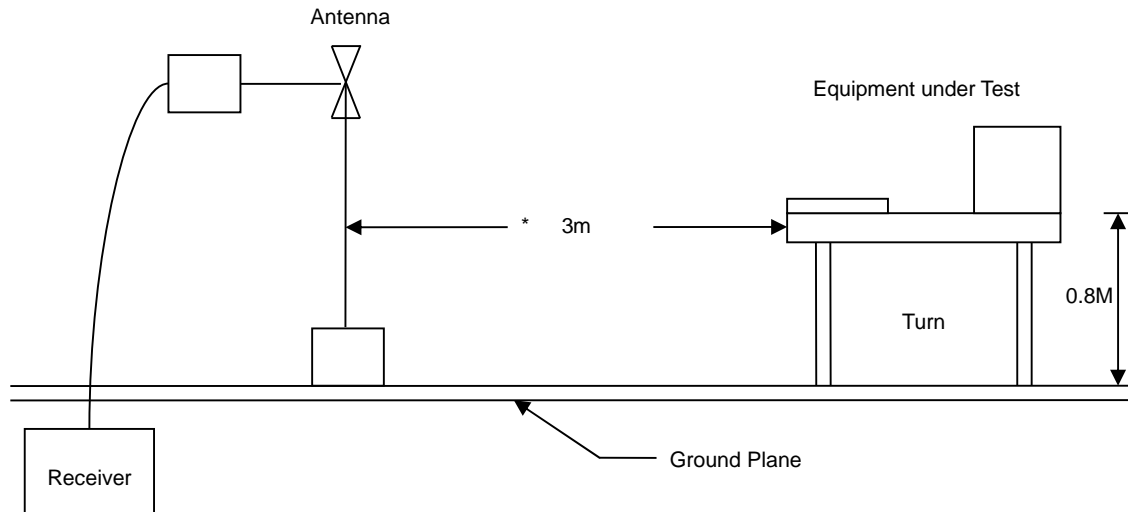 Antenna
Equipment under Test
* 3m
0.8M
Turn
Ground Plane
Receiver